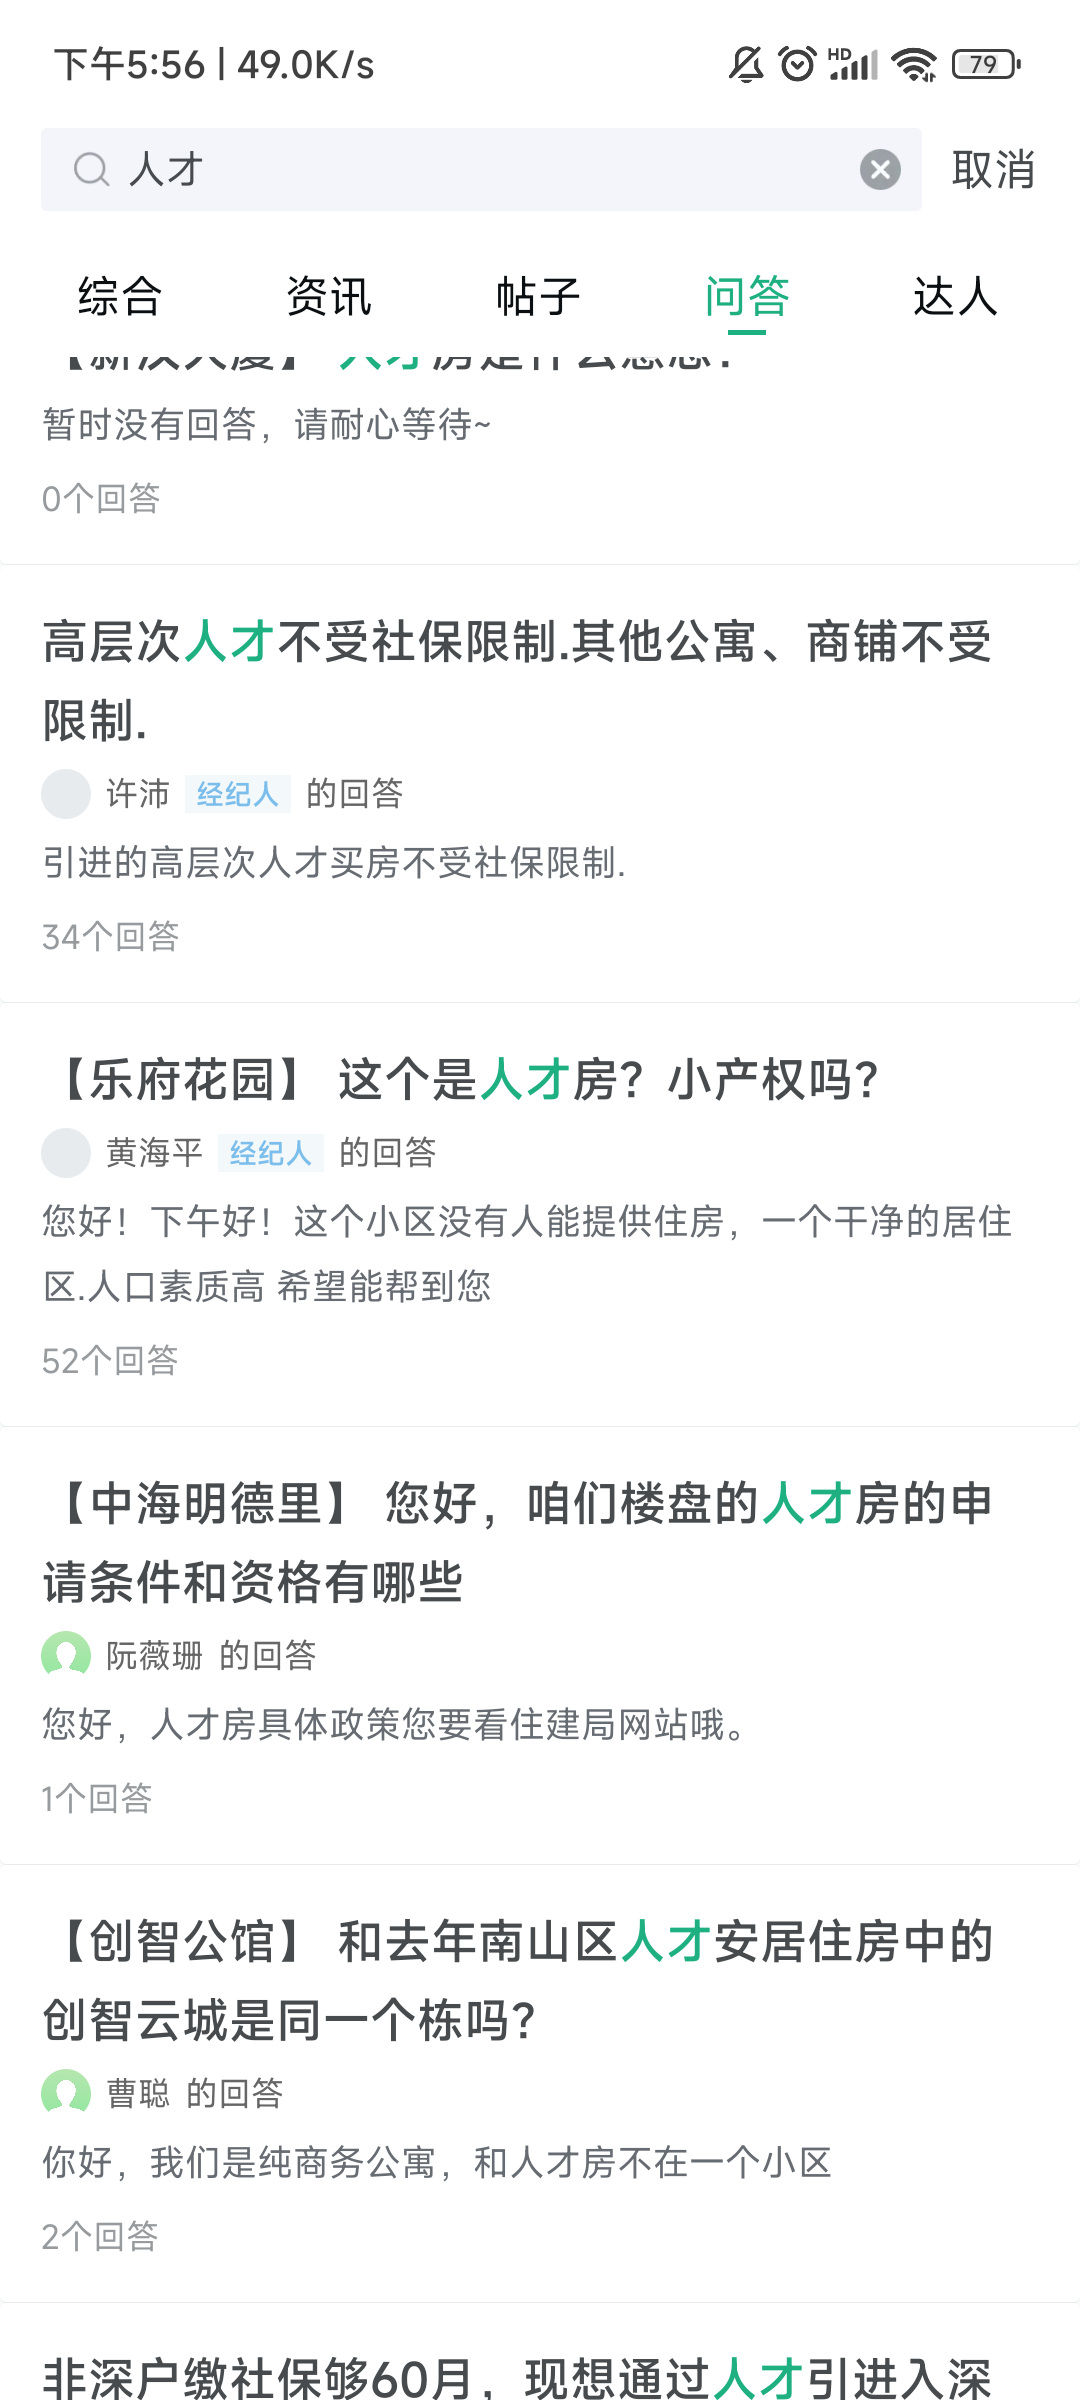 下午5:56 | 49.0K/s
HD
79
人才
取消
综合 资讯 帖子 问答 达人
人才房是什么意思？
暂时没有回答，请耐心等待~
0个回答
高层次人才不受社保限制.其他公寓、商铺不受
限制.
许沛 经纪人 的回答
引进的高层次人才买房不受社保限制.
34个回答
【乐府花园】 这个是人才房？小产权吗？
黄海平 经纪人 的回答
您好！下午好！这个小区没有人能提供住房，一个干净的居住
区.人口素质高 希望能帮到您
52个回答
【中海明德里】 您好，咱们楼盘的人才房的申
请条件和资格有哪些
阮薇珊 的回答
您好，人才房具体政策您要看住建局网站哦。
1个回答
【创智公馆】 和去年南山区人才安居住房中的
创智云城是同一个栋吗？
曹聪 的回答
你好，我们是纯商务公寓，和人才房不在一个小区
2个回答
非深户缴社保够60月，现想通过人才引进入深